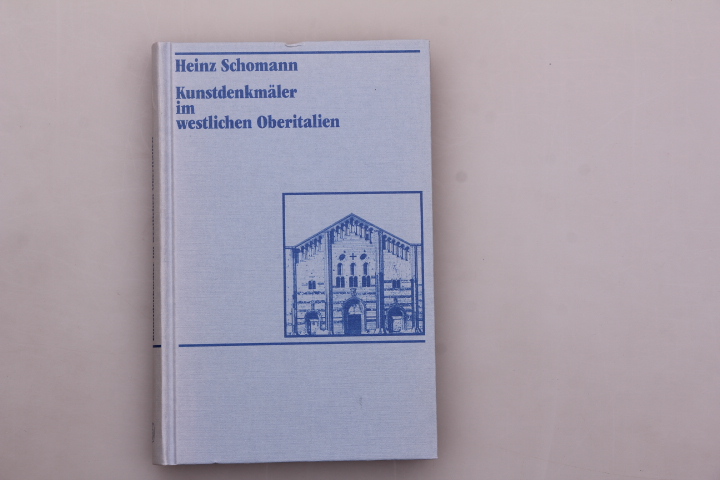 Heinz Schomann
Kunstdenkmäler
im
westlichen Oberitalien